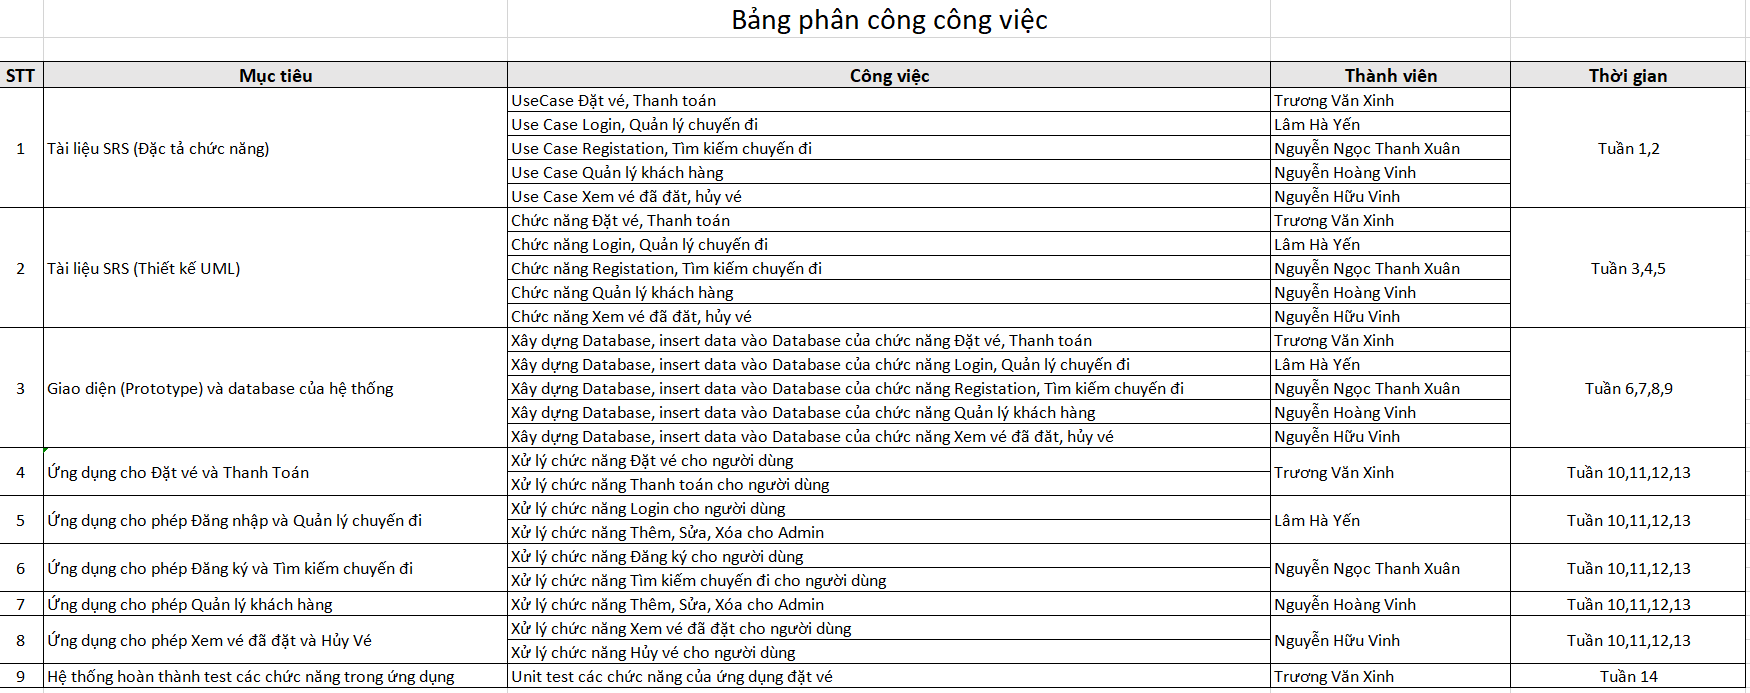 Bảng phân công công việc
STT Mục tiêu Công việc Thành viên Thời gian
1 Tài liệu SRS (Đặc tả chức năng) Tuần 1,2
UseCase Đặt vé, Thanh toán Trương Văn Xinh
Use Case Login, Quản lý chuyến đi Lâm Hà Yến
Use Case Registation, Tìm kiếm chuyến đi Nguyễn Ngọc Thanh Xuân
Use Case Quản lý khách hàng Nguyễn Hoàng Vinh
Use Case Xem vé đã đăt, hủy vé Nguyễn Hữu Vinh
2 Tài liệu SRS (Thiết kế UML) Tuần 3,4,5
Chức năng Đặt vé, Thanh toán Trương Văn Xinh
Chức năng Login, Quản lý chuyến đi Lâm Hà Yến
Chức năng Registation, Tìm kiếm chuyến đi Nguyễn Ngọc Thanh Xuân
Chức năng Quản lý khách hàng Nguyễn Hoàng Vinh
Chức năng Xem vé đã đăt, hủy vé Nguyễn Hữu Vinh
3 Giao diện (Prototype) và database của hệ thống Tuần 6,7,8,9
Xây dựng Database, insert data vào Database của chức năng Đặt vé, Thanh toán Trương Văn Xinh
Xây dựng Database, insert data vào Database của chức năng Login, Quản lý chuyến đi Lâm Hà Yến
Xây dựng Database, insert data vào Database của chức năng Registation, Tìm kiếm chuyến đi Nguyễn Ngọc Thanh Xuân
Xây dựng Database, insert data vào Database của chức năng Quản lý khách hàng Nguyễn Hoàng Vinh
Xây dựng Database, insert data vào Database của chức năng Xem vé đã đăt, hủy vé Nguyễn Hữu Vinh
4 Ứng dụng cho Đặt vé và Thanh Toán Trương Văn Xinh Tuần 10,11,12,13
Xử lý chức năng Đặt vé cho người dùng
Xử lý chức năng Thanh toán cho người dùng
5 Ứng dụng cho phép Đăng nhập và Quản lý chuyến đi Lâm Hà Yến Tuần 10,11,12,13
Xử lý chức năng Login cho người dùng
Xử lý chức năng Thêm, Sửa, Xóa cho Admin
6 Ứng dụng cho phép Đăng ký và Tìm kiếm chuyến đi Nguyễn Ngọc Thanh Xuân Tuần 10,11,12,13
Xử lý chức năng Đăng ký cho người dùng
Xử lý chức năng Tìm kiếm chuyến đi cho người dùng
7 Ứng dụng cho phép Quản lý khách hàng Xử lý chức năng Thêm, Sửa, Xóa cho Admin Nguyễn Hoàng Vinh Tuần 10,11,12,13
8 Ứng dụng cho phép Xem vé đã đặt và Hủy Vé Nguyễn Hữu Vinh Tuần 10,11,12,13
Xử lý chức năng Xem vé đã đặt cho người dùng
Xử lý chức năng Hủy vé cho người dùng
9 Hệ thống hoàn thành test các chức năng trong ứng dụng Unit test các chức năng của ứng dụng đặt vé Trương Văn Xinh Tuần 14